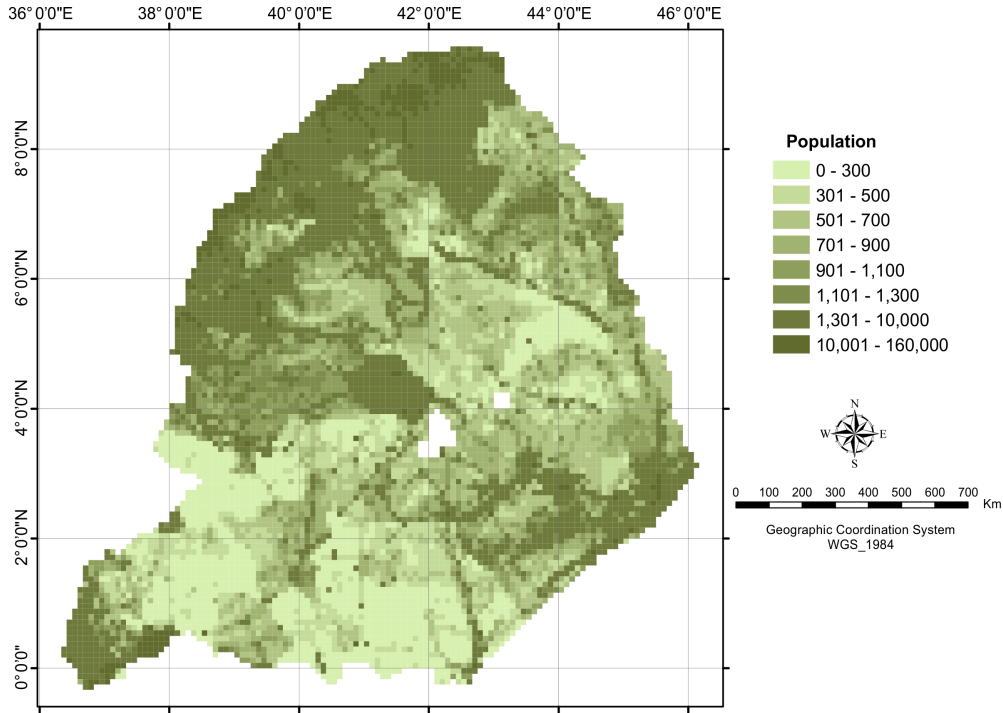 36°0'0"E 38°0'0"E 40°0'0"E 42°0'0"E 44°0'0"E 46°0'0"E
8°0'0"N
6°0'0"N
4°0'0"N
2°0'0"N
0°0'0"
Population
0 - 300
301 - 500
501 - 700
701 - 900
901 - 1,100
1,101 - 1,300
1,301 - 10,000
10,001 - 160,000
N
W E
S
0 100 200 300 400 500 600 700
Km
Geographic Coordination System
WGS_1984